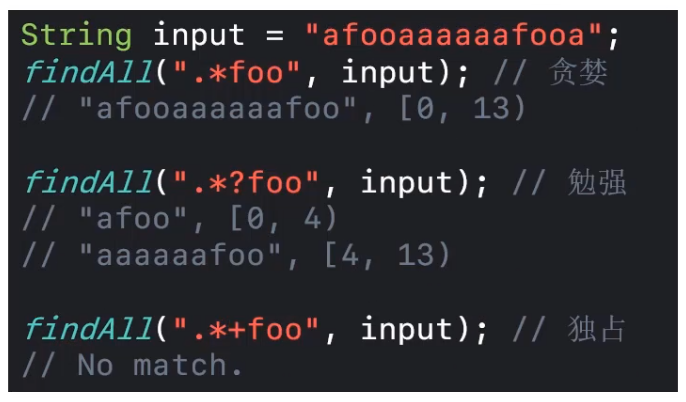 String input = "afooaaaaaafooa";
findAll(".*foo", input); // 贪婪
// "afooaaaaaafoo", [0, 13)
findAll(".*?foo", input); // 勉强
// "afoo", [0, 4)
// "aaaaaafoo", [4, 13)
findAll(".*+foo", input); // 独占
// No match.